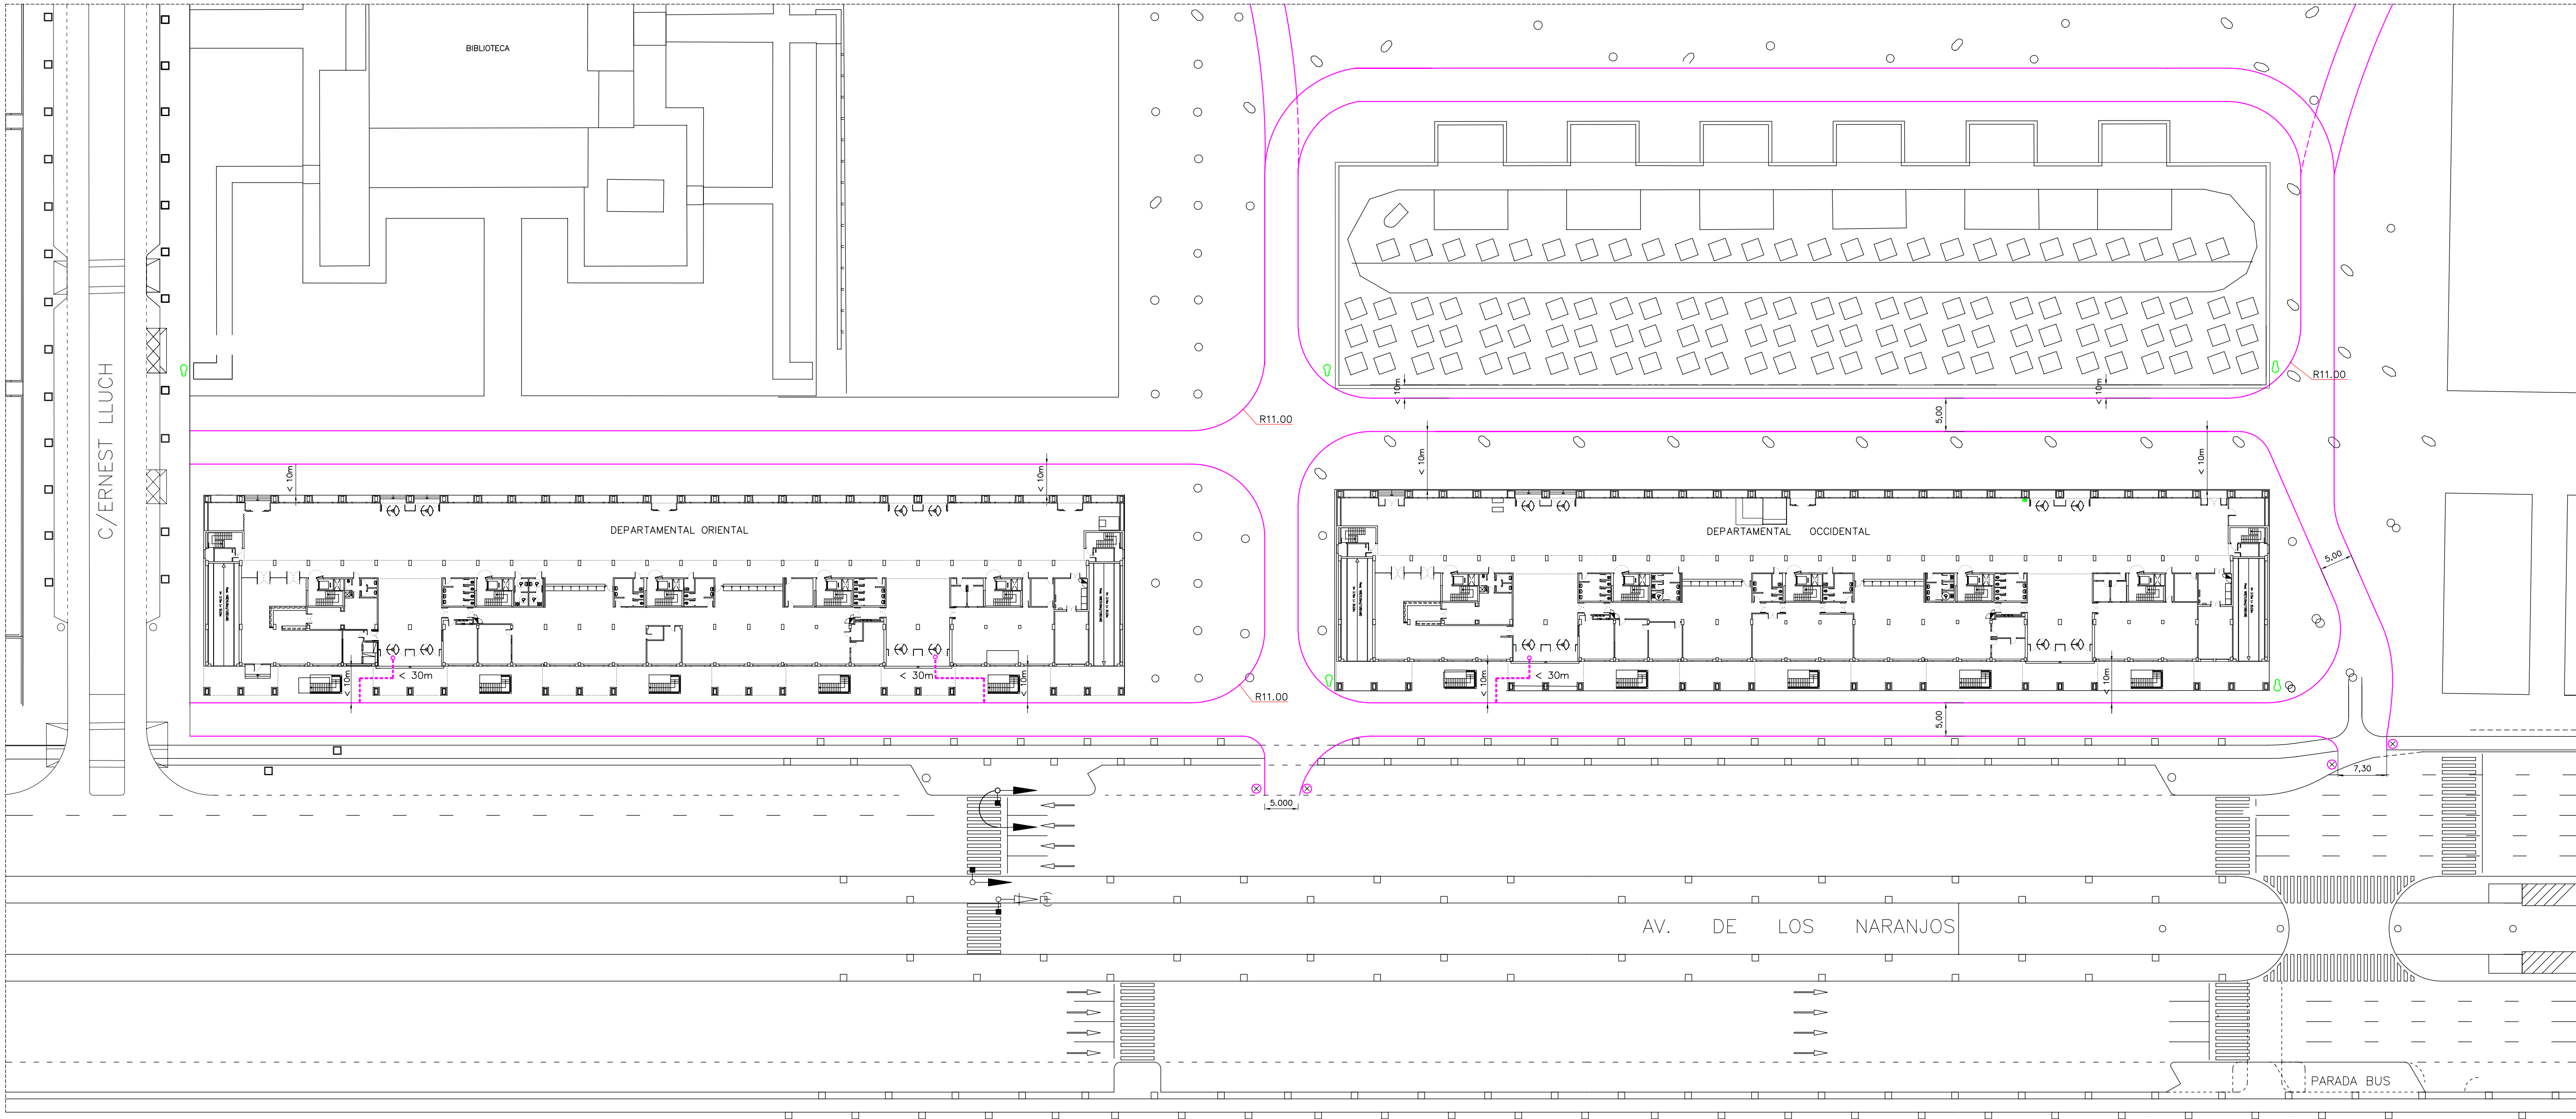 BIBLIOTECA
C/ERNEST LLUCH
R11.00
R11.00
< 10m
< 10m
5,00
< 10m
< 10m
< 10m
< 10m
DEPARTAMENTAL ORIENTAL
DEPARTAMENTAL OCCIDENTAL
5,00
< 30m
< 30m
< 30m
< 10m
< 10m
< 10m
< 10m
R11.00
5,00
7,30
5.000
AV. DE LOS NARANJOS
PARADA BUS